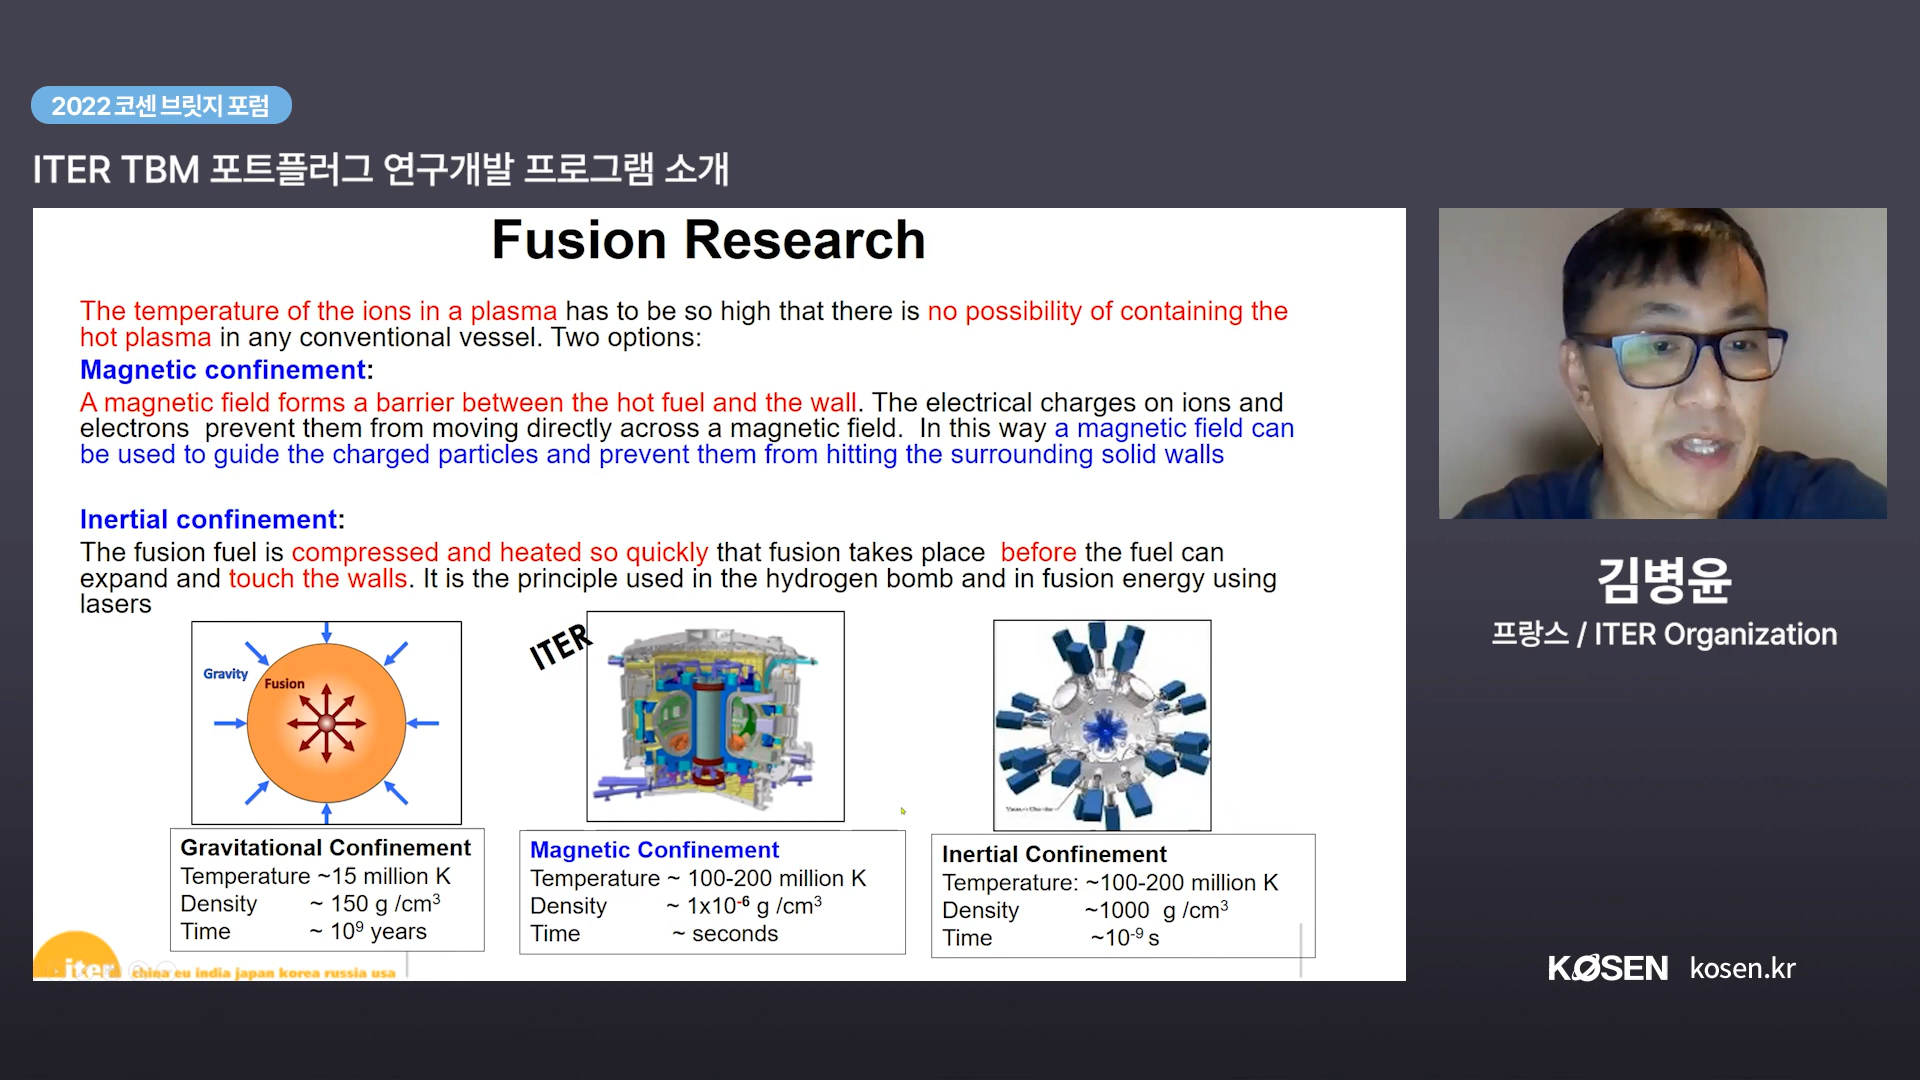 2022 코센 브릿지 포럼
ITER TBM 포트플러그 연구개발 프로그램 소개
Fusion Research
The temperature of the ions in a plasma has to be so high that there is no possibility of containing the
hot plasma in any conventional vessel. Two options:
Magnetic confinement:
A magnetic field forms a barrier between the hot fuel and the wall. The electrical charges on ions and
electrons prevent them from moving directly across a magnetic field. In this way a magnetic field can
be used to guide the charged particles and prevent them from hitting the surrounding solid walls
Inertial confinement:
The fusion fuel is compressed and heated so quickly that fusion takes place before the fuel can
expand and touch the walls. It is the principle used in the hydrogen bomb and in fusion energy using
lasers
Gravity
Fusion
ITER
Vacuum Chamber
Gravitational Confinement
Temperature ~15 million K
Density ~ 150 g /cm³
Time ~ 10⁹ years
Magnetic Confinement
Temperature ~ 100-200 million K
Density ~ 1x10⁻⁶ g /cm³
Time ~ seconds
Inertial Confinement
Temperature: ~100-200 million K
Density ~1000 g /cm³
Time ~10⁻⁹ s
iter china eu india japan korea russia usa
김병윤
프랑스 / ITER Organization
KOSEN kosen.kr